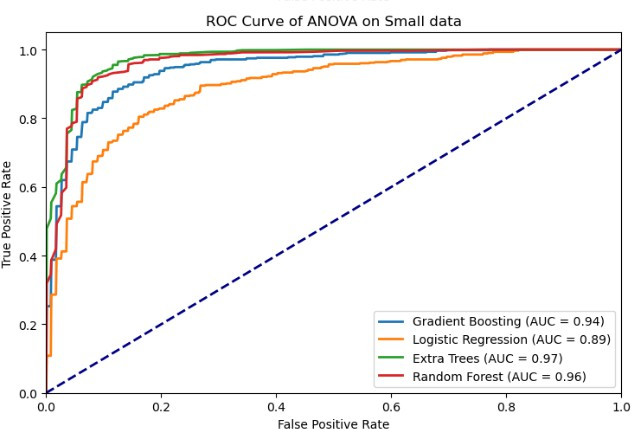 ROC Curve of ANOVA on Small data
1.0
0.8
0.6
0.4
0.2
0.0
True Positive Rate
Gradient Boosting (AUC = 0.94)
Logistic Regression (AUC = 0.89)
Extra Trees (AUC = 0.97)
Random Forest (AUC = 0.96)
0.0 0.2 0.4 0.6 0.8 1.0
False Positive Rate